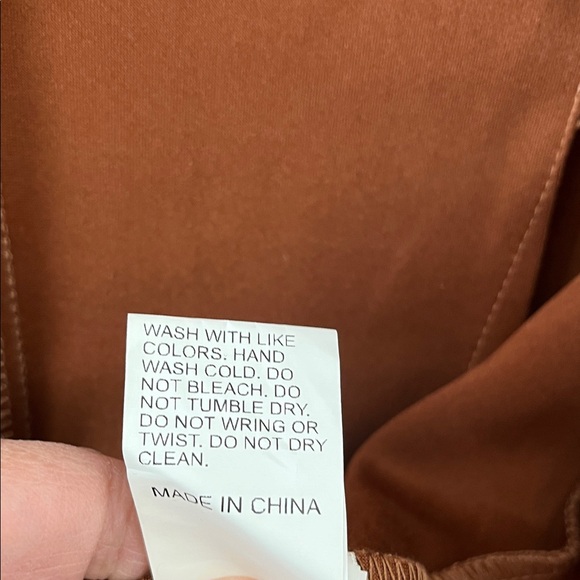 WASH WITH LIKE
COLORS. HAND
WASH COLD. DO
NOT BLEACH. DO
NOT TUMBLE DRY.
DO NOT WRING OR
TWIST. DO NOT DRY
CLEAN.
MADE IN CHINA